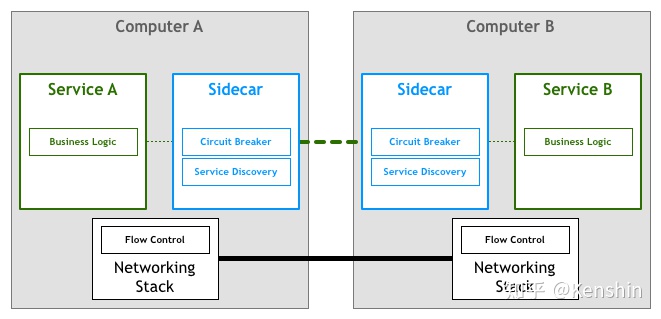 Computer A
Computer B
Service A
Sidecar
Sidecar
Service B
Business Logic
Circuit Breaker
Circuit Breaker
Business Logic
Service Discovery
Service Discovery
Flow Control
Flow Control
Networking
Stack
Networking
Stack
知乎 @Kenshin